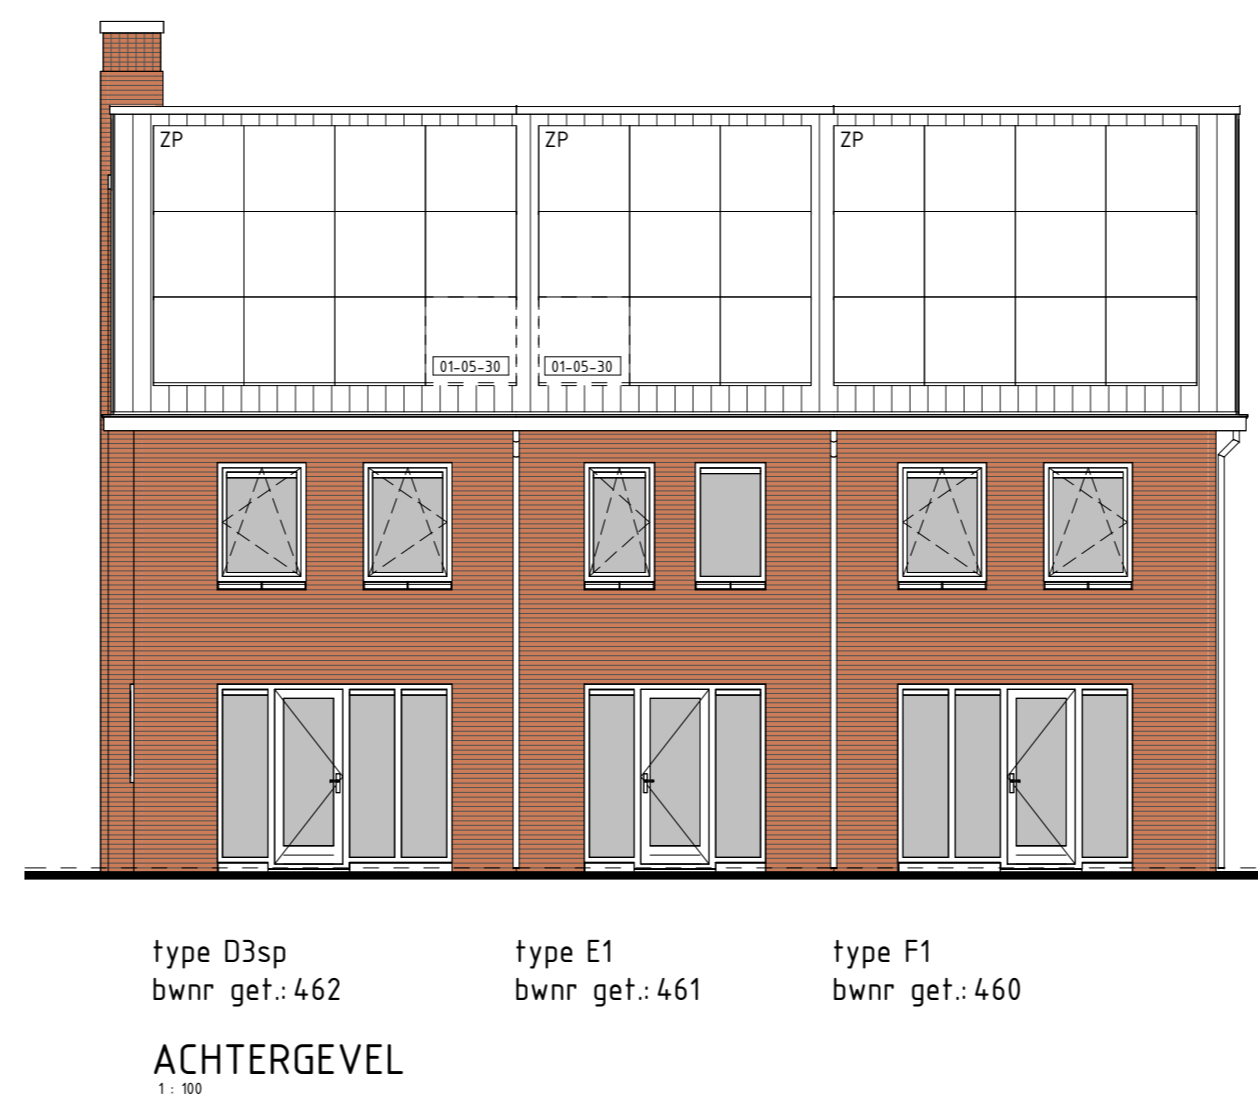 ZP
ZP
ZP
01-05-30
01-05-30
type D3sp
bwnr get.: 462
type E1
bwnr get.: 461
type F1
bwnr get.: 460
ACHTERGEVEL
1 : 100